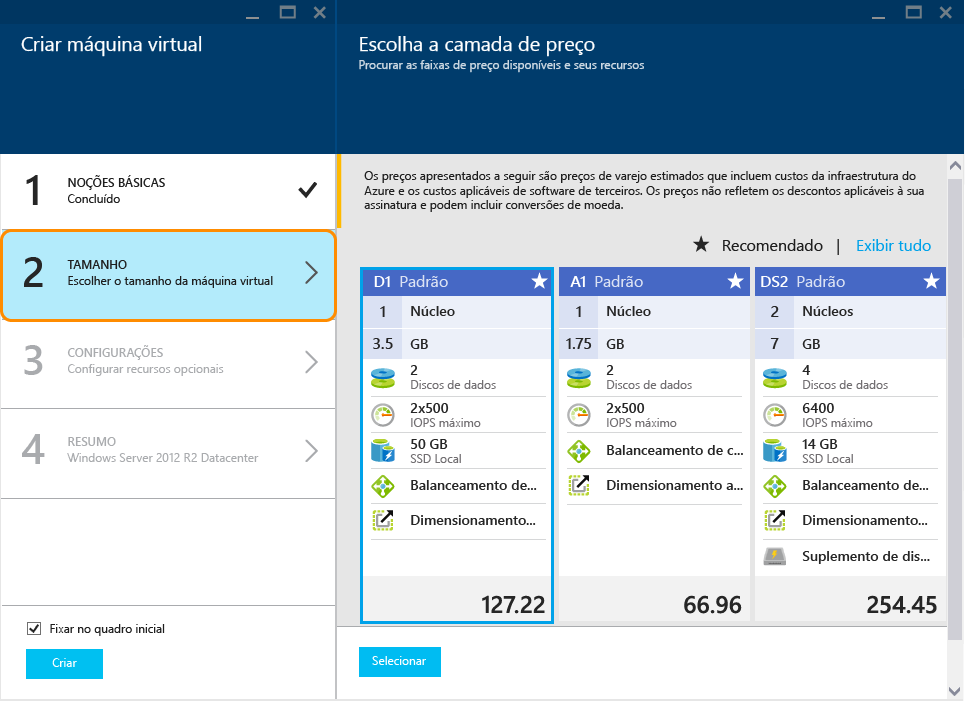 Criar máquina virtual
1
NOÇÕES BÁSICAS
Concluído
2
TAMANHO
Escolher o tamanho da máquina virtual
3
CONFIGURAÇÕES
Configurar recursos opcionais
4
RESUMO
Windows Server 2012 R2 Datacenter
Fixar no quadro inicial
Criar
Escolha a camada de preço
Procurar as faixas de preço disponíveis e seus recursos
Os preços apresentados a seguir são preços de varejo estimados que incluem custos da infraestrutura do
Azure e os custos aplicáveis de software de terceiros. Os preços não refletem os descontos aplicáveis à sua
assinatura e podem incluir conversões de moeda.
Recomendado | Exibir tudo
D1 Padrão
1 Núcleo
3.5 GB
2
Discos de dados
2x500
IOPS máximo
50 GB
SSD Local
Balanceamento de...
Dimensionamento...
127.22
A1 Padrão
1 Núcleo
1.75 GB
2
Discos de dados
2x500
IOPS máximo
Balanceamento de c...
Dimensionamento a...
66.96
DS2 Padrão
2 Núcleos
7 GB
4
Discos de dados
6400
IOPS máximo
14 GB
SSD Local
Balanceamento de...
Dimensionamento...
Suplemento de dis...
254.45
Selecionar